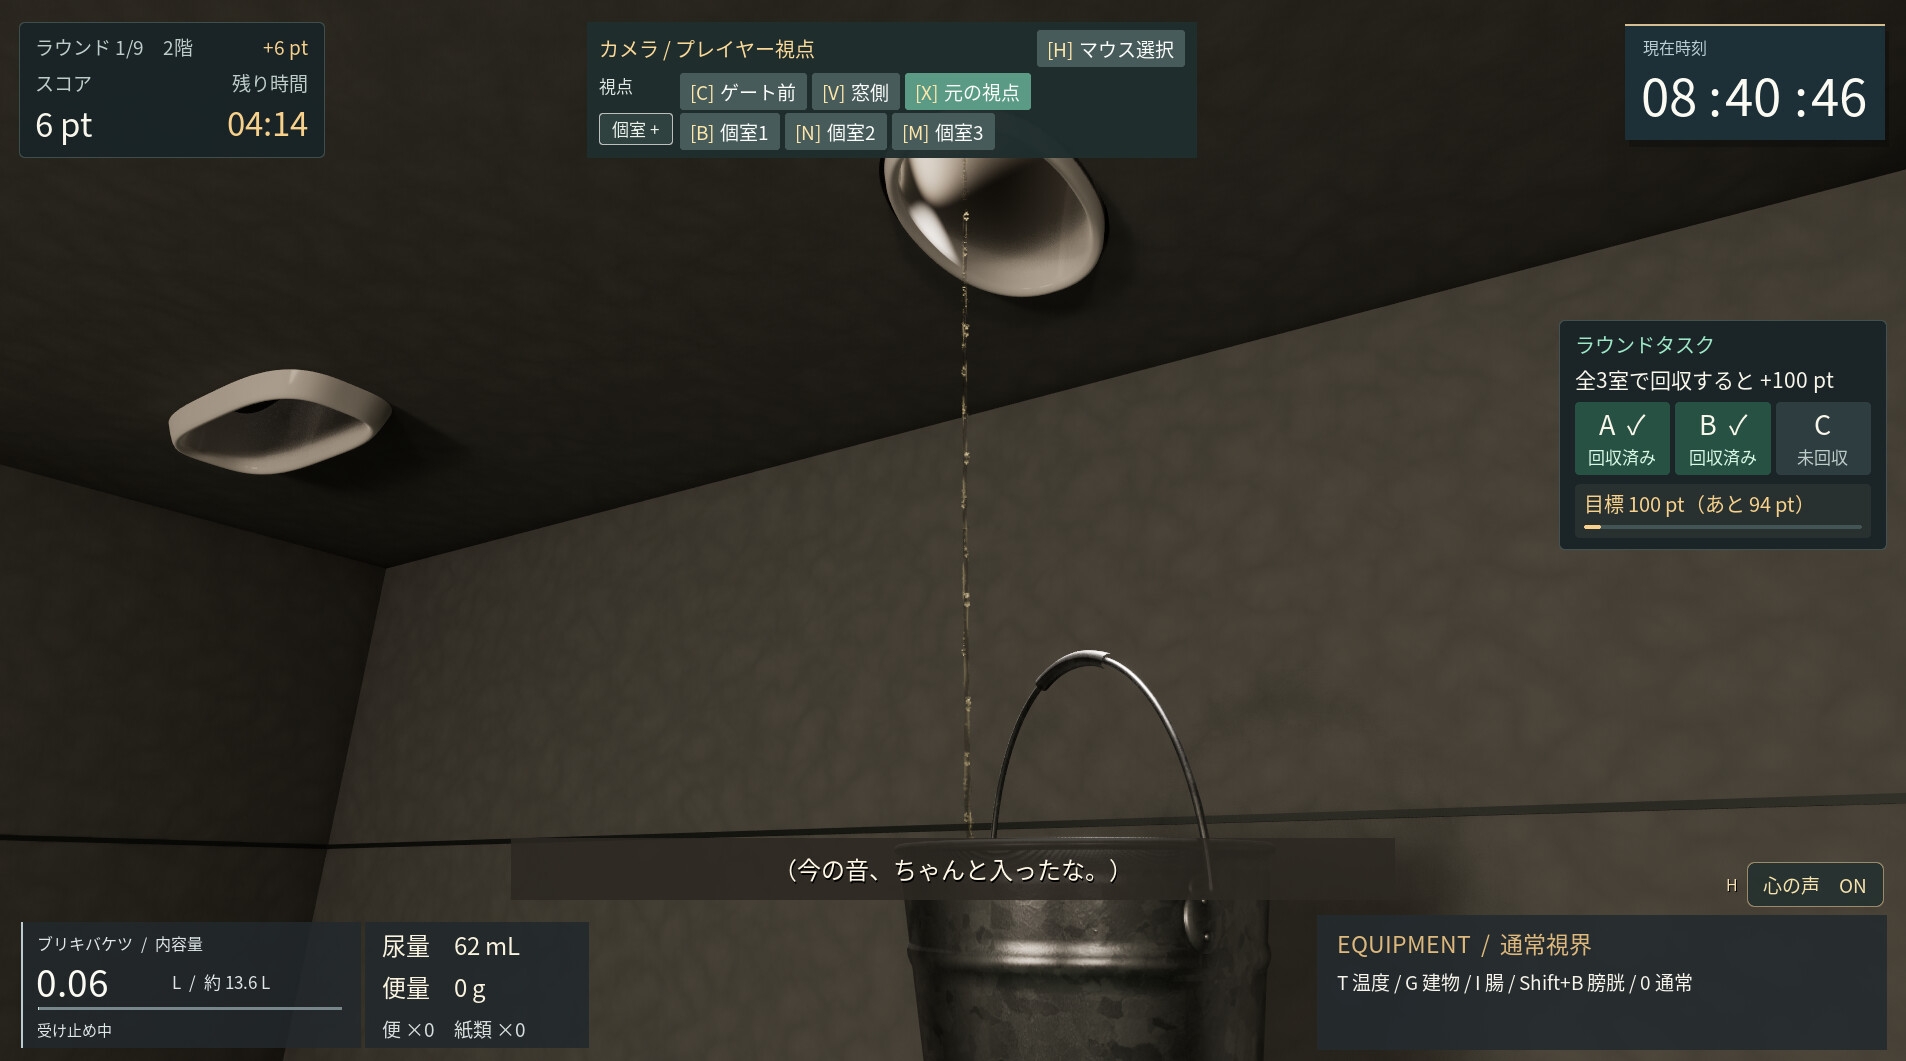 ラウンド 1/9 2階 +6 pt
スコア 残り時間
6 pt 04:14
カメラ / プレイヤー視点 [H] マウス選択
視点 [C] ゲート前 [V] 窓側 [X] 元の視点
個室 + [B] 個室1 [N] 個室2 [M] 個室3
現在時刻
08 :40 :46
ラウンドタスク
全3室で回収すると +100 pt
A ✓ B ✓ C
回収済み 回収済み 未回収
目標 100 pt（あと 94 pt）
（今の音、ちゃんと入ったな。）
H 心の声 ON
ブリキバケツ / 内容量
0.06 L / 約 13.6 L
受け止め中
尿量 62 mL
便量 0 g
便 ×0 紙類 ×0
EQUIPMENT / 通常視界
T 温度 / G 建物 / I 腸 / Shift+B 膀胱 / 0 通常